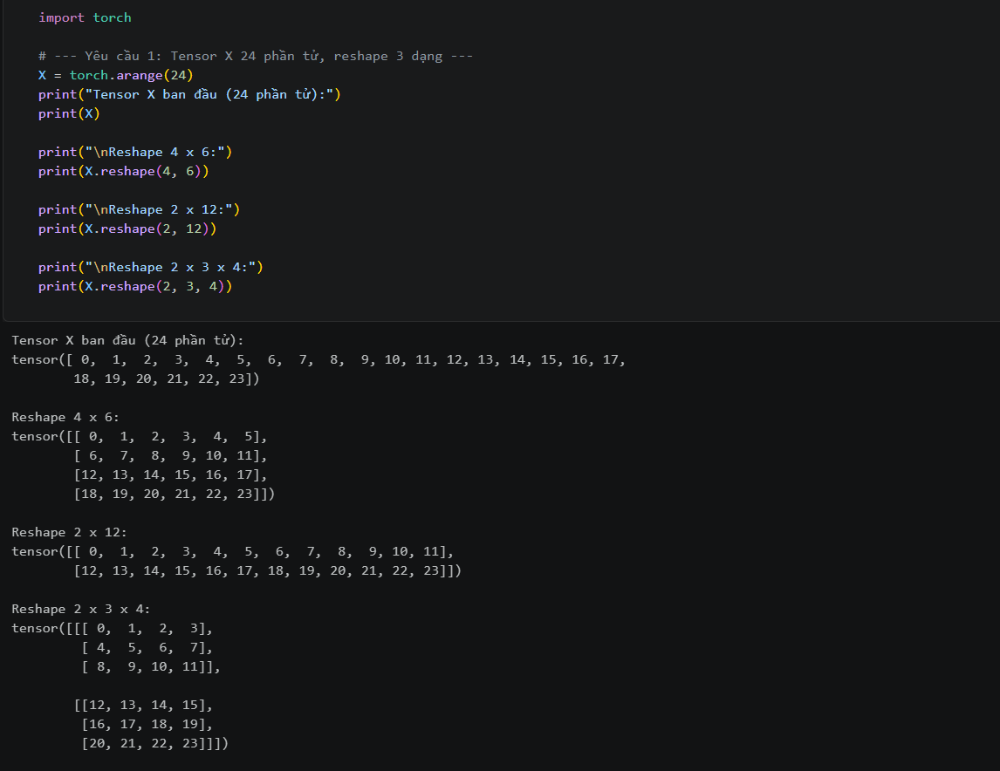 import torch
# --- Yêu cầu 1: Tensor X 24 phần tử, reshape 3 dạng ---
X = torch.arange(24)
print("Tensor X ban đầu (24 phần tử):")
print(X)
print("\nReshape 4 x 6:")
print(X.reshape(4, 6))
print("\nReshape 2 x 12:")
print(X.reshape(2, 12))
print("\nReshape 2 x 3 x 4:")
print(X.reshape(2, 3, 4))
Tensor X ban đầu (24 phần tử):
tensor([ 0,  1,  2,  3,  4,  5,  6,  7,  8,  9, 10, 11, 12, 13, 14, 15, 16, 17,
        18, 19, 20, 21, 22, 23])
Reshape 4 x 6:
tensor([[ 0,  1,  2,  3,  4,  5],
        [ 6,  7,  8,  9, 10, 11],
        [12, 13, 14, 15, 16, 17],
        [18, 19, 20, 21, 22, 23]])
Reshape 2 x 12:
tensor([[ 0,  1,  2,  3,  4,  5,  6,  7,  8,  9, 10, 11],
        [12, 13, 14, 15, 16, 17, 18, 19, 20, 21, 22, 23]])
Reshape 2 x 3 x 4:
tensor([[[ 0,  1,  2,  3],
         [ 4,  5,  6,  7],
         [ 8,  9, 10, 11]],
        [[12, 13, 14, 15],
         [16, 17, 18, 19],
         [20, 21, 22, 23]]])